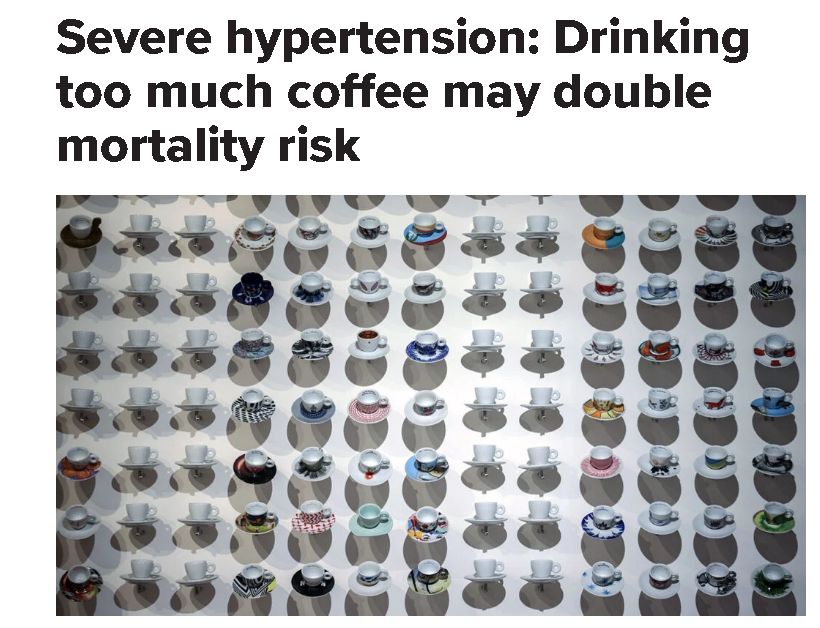 Severe hypertension: Drinking
too much coffee may double
mortality risk